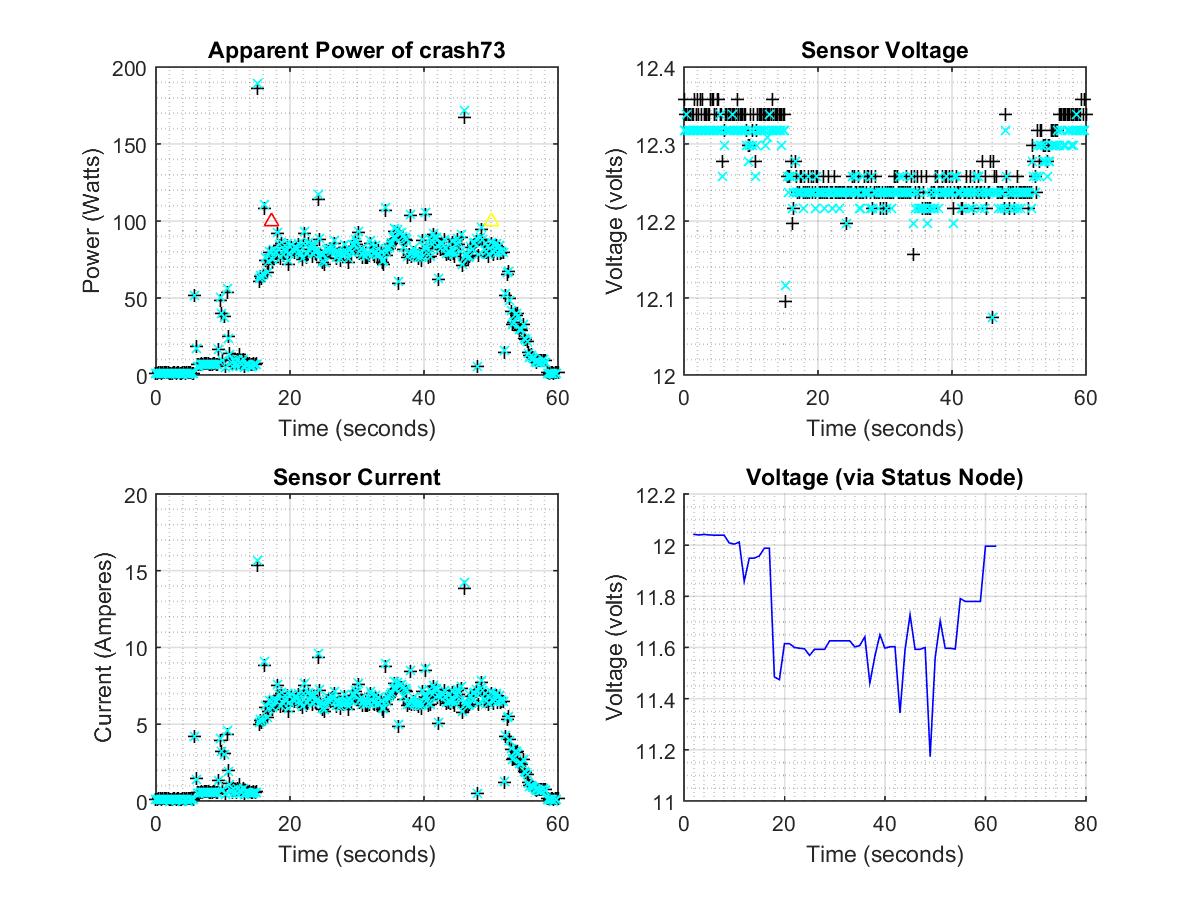 Apparent Power of crash73
200
150
100
50
0
0 20 40 60
Power (Watts)
Time (seconds)
Sensor Voltage
12.4
12.3
12.2
12.1
12
0 20 40 60
Voltage (volts)
Time (seconds)
Sensor Current
20
15
10
5
0
0 20 40 60
Current (Amperes)
Time (seconds)
Voltage (via Status Node)
12.2
12
11.8
11.6
11.4
11.2
11
0 20 40 60 80
Voltage (volts)
Time (seconds)